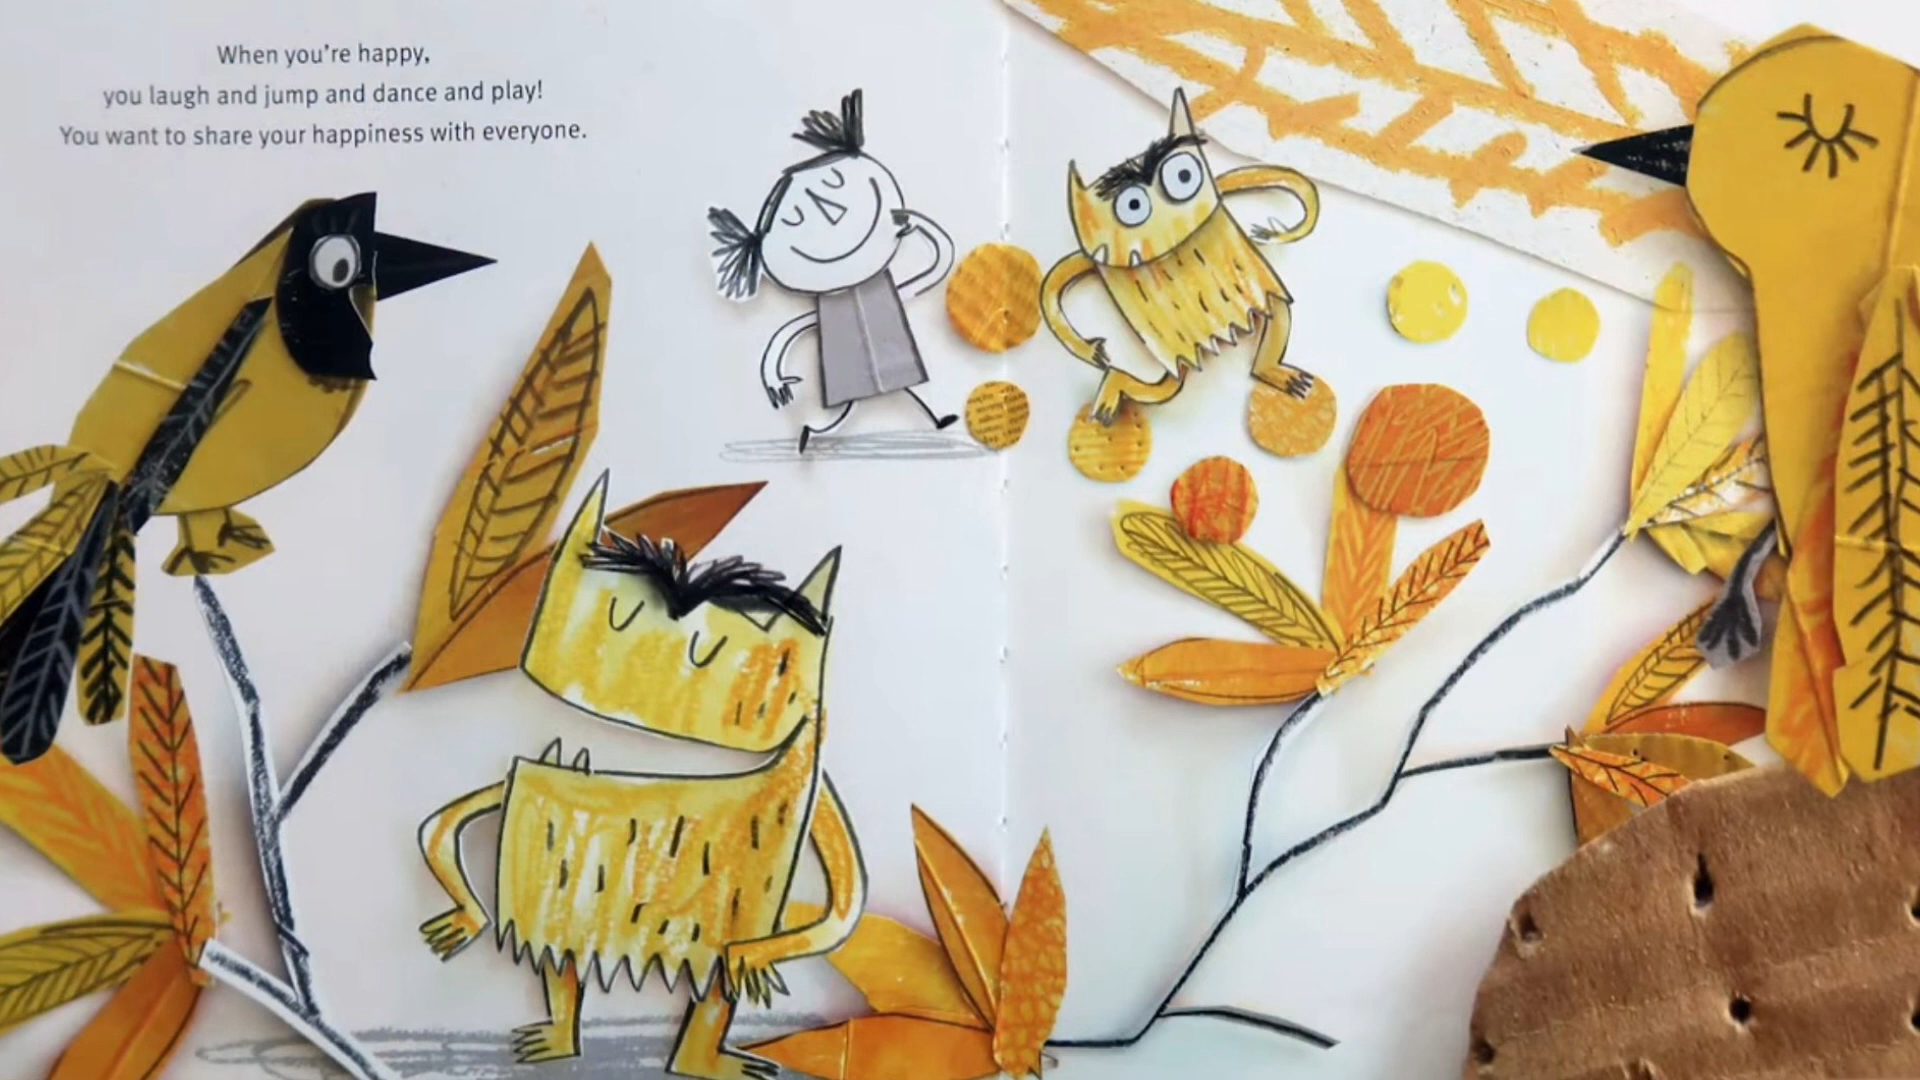 When you're happy,
you laugh and jump and dance and play!
You want to share your happiness with everyone.